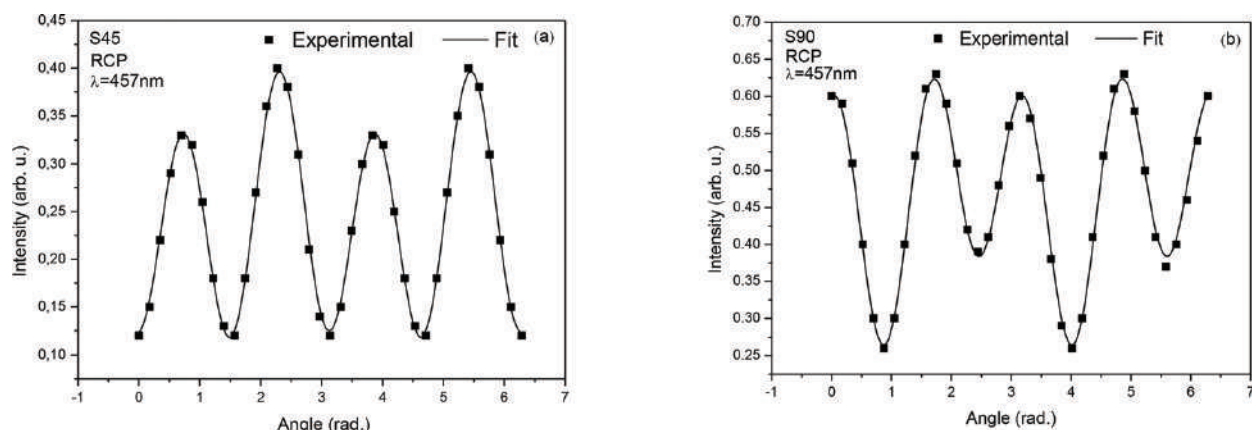 S45
RCP
λ=457nm
■ Experimental — Fit (a)
0,45
0,40
0,35
0,30
0,25
0,20
0,15
0,10
Intensity (arb. u.)
-1 0 1 2 3 4 5 6 7
Angle (rad.)
S90
RCP
λ=457nm
■ Experimental — Fit (b)
0.70
0.65
0.60
0.55
0.50
0.45
0.40
0.35
0.30
0.25
Intensity (arb. u.)
-1 0 1 2 3 4 5 6 7
Angle (rad.)